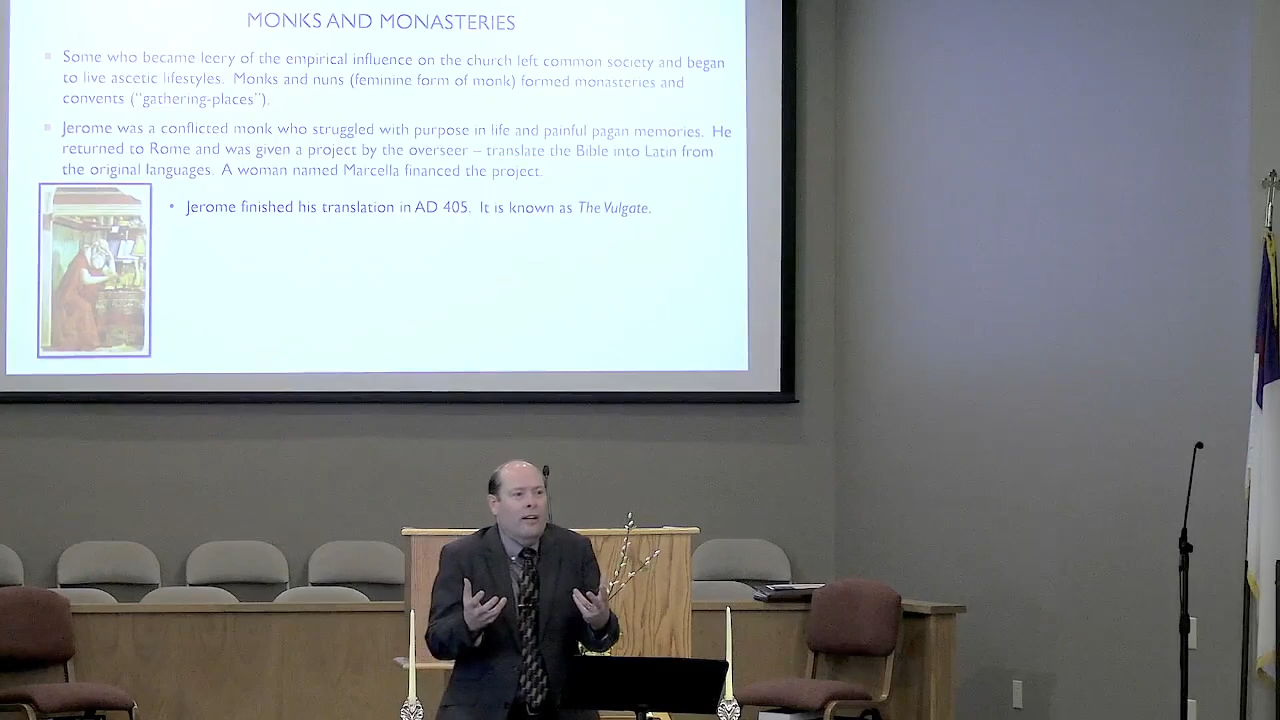 MONKS AND MONASTERIES
Some who became leery of the empirical influence on the church left common society and began
to live ascetic lifestyles. Monks and nuns (feminine form of monk) formed monasteries and
convents ("gathering-places").
Jerome was a conflicted monk who struggled with purpose in life and painful pagan memories. He
returned to Rome and was given a project by the overseer – translate the Bible into Latin from
the original languages. A woman named Marcella financed the project.
• Jerome finished his translation in AD 405. It is known as The Vulgate.